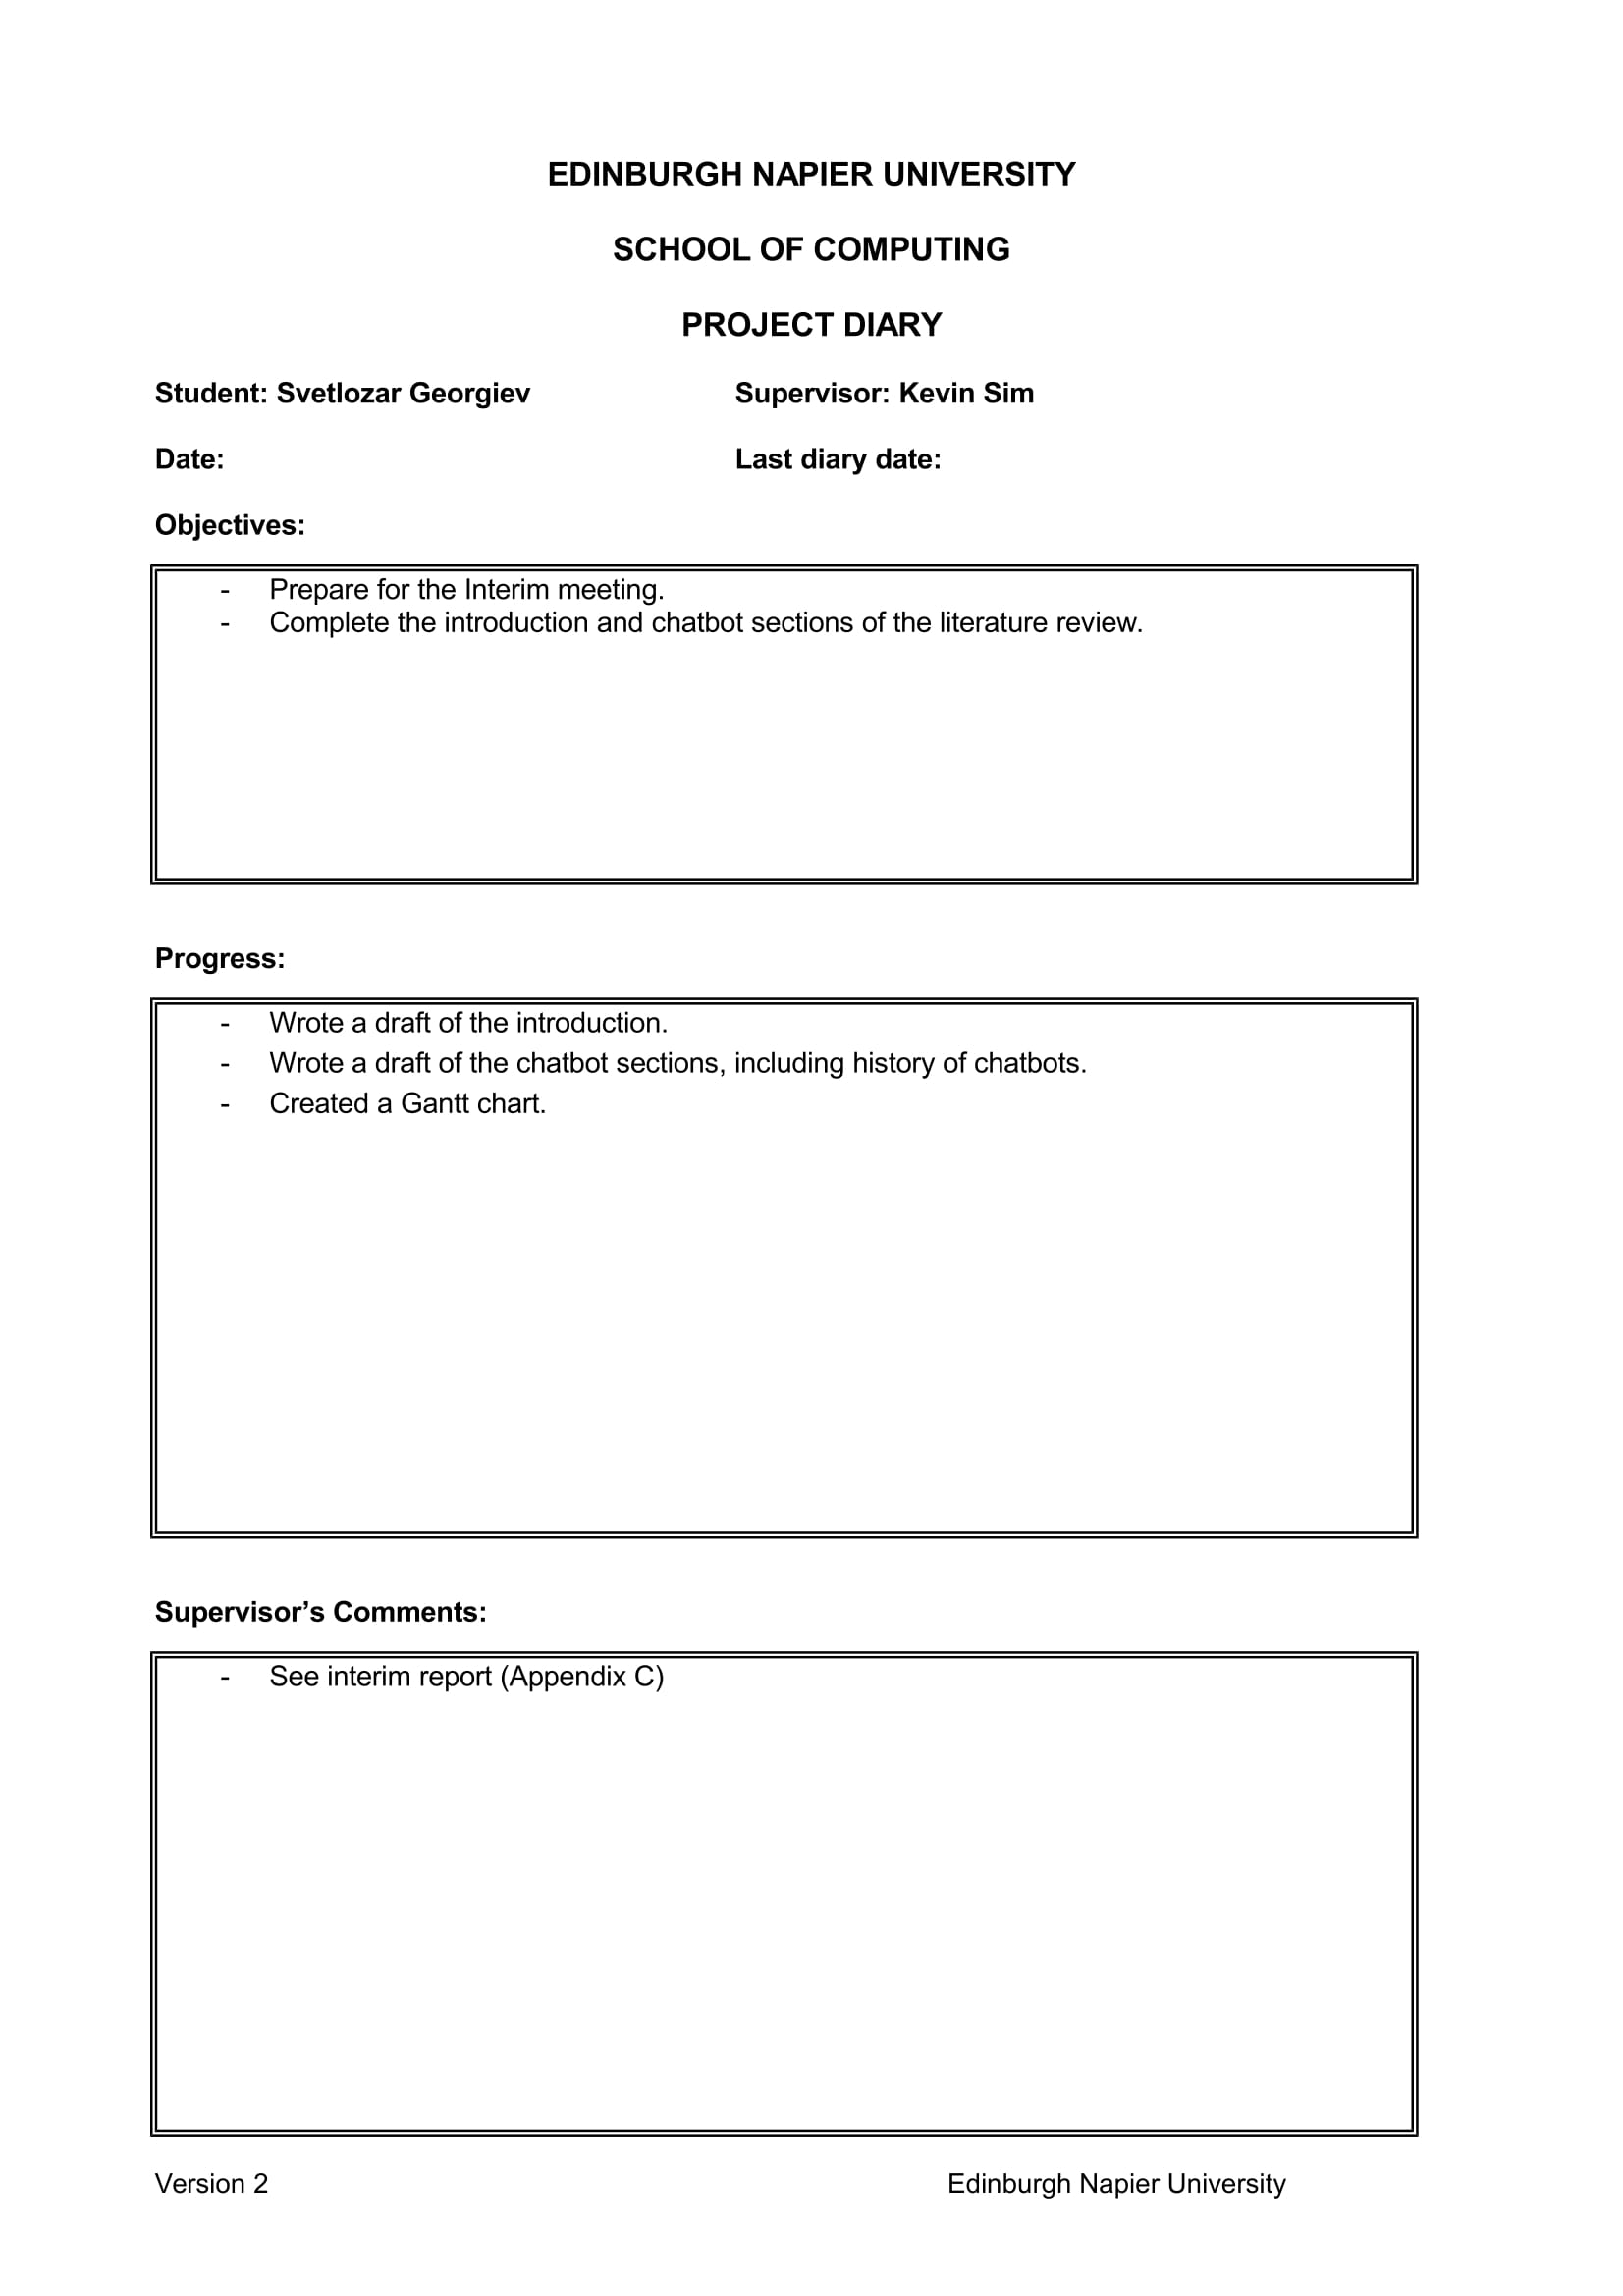 EDINBURGH NAPIER UNIVERSITY
SCHOOL OF COMPUTING
PROJECT DIARY
Student: Svetlozar Georgiev Supervisor: Kevin Sim
Date: Last diary date:
Objectives:
- Prepare for the Interim meeting.
- Complete the introduction and chatbot sections of the literature review.
Progress:
- Wrote a draft of the introduction.
- Wrote a draft of the chatbot sections, including history of chatbots.
- Created a Gantt chart.
Supervisor’s Comments:
- See interim report (Appendix C)
Version 2 Edinburgh Napier University